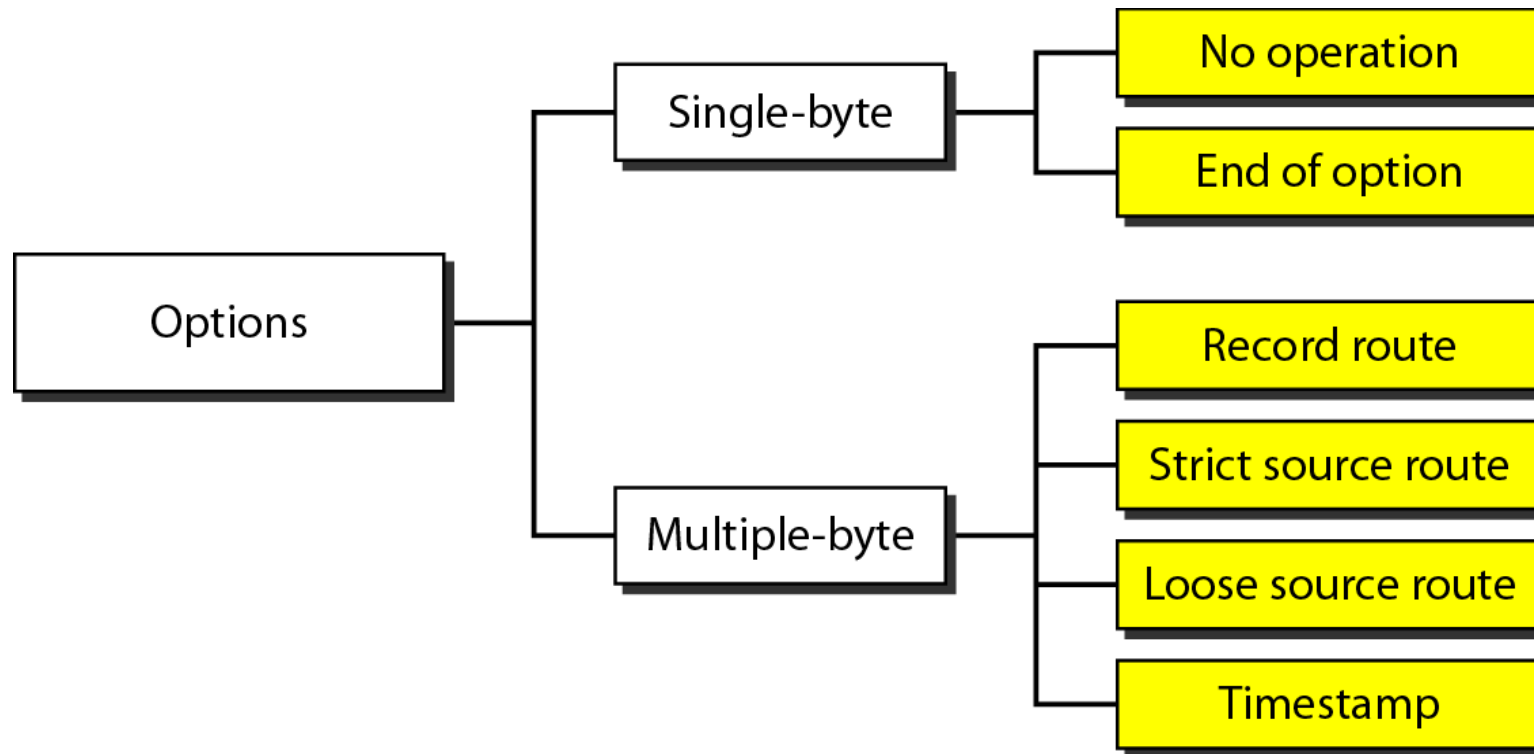 Options
Single-byte
No operation
End of option
Multiple-byte
Record route
Strict source route
Loose source route
Timestamp